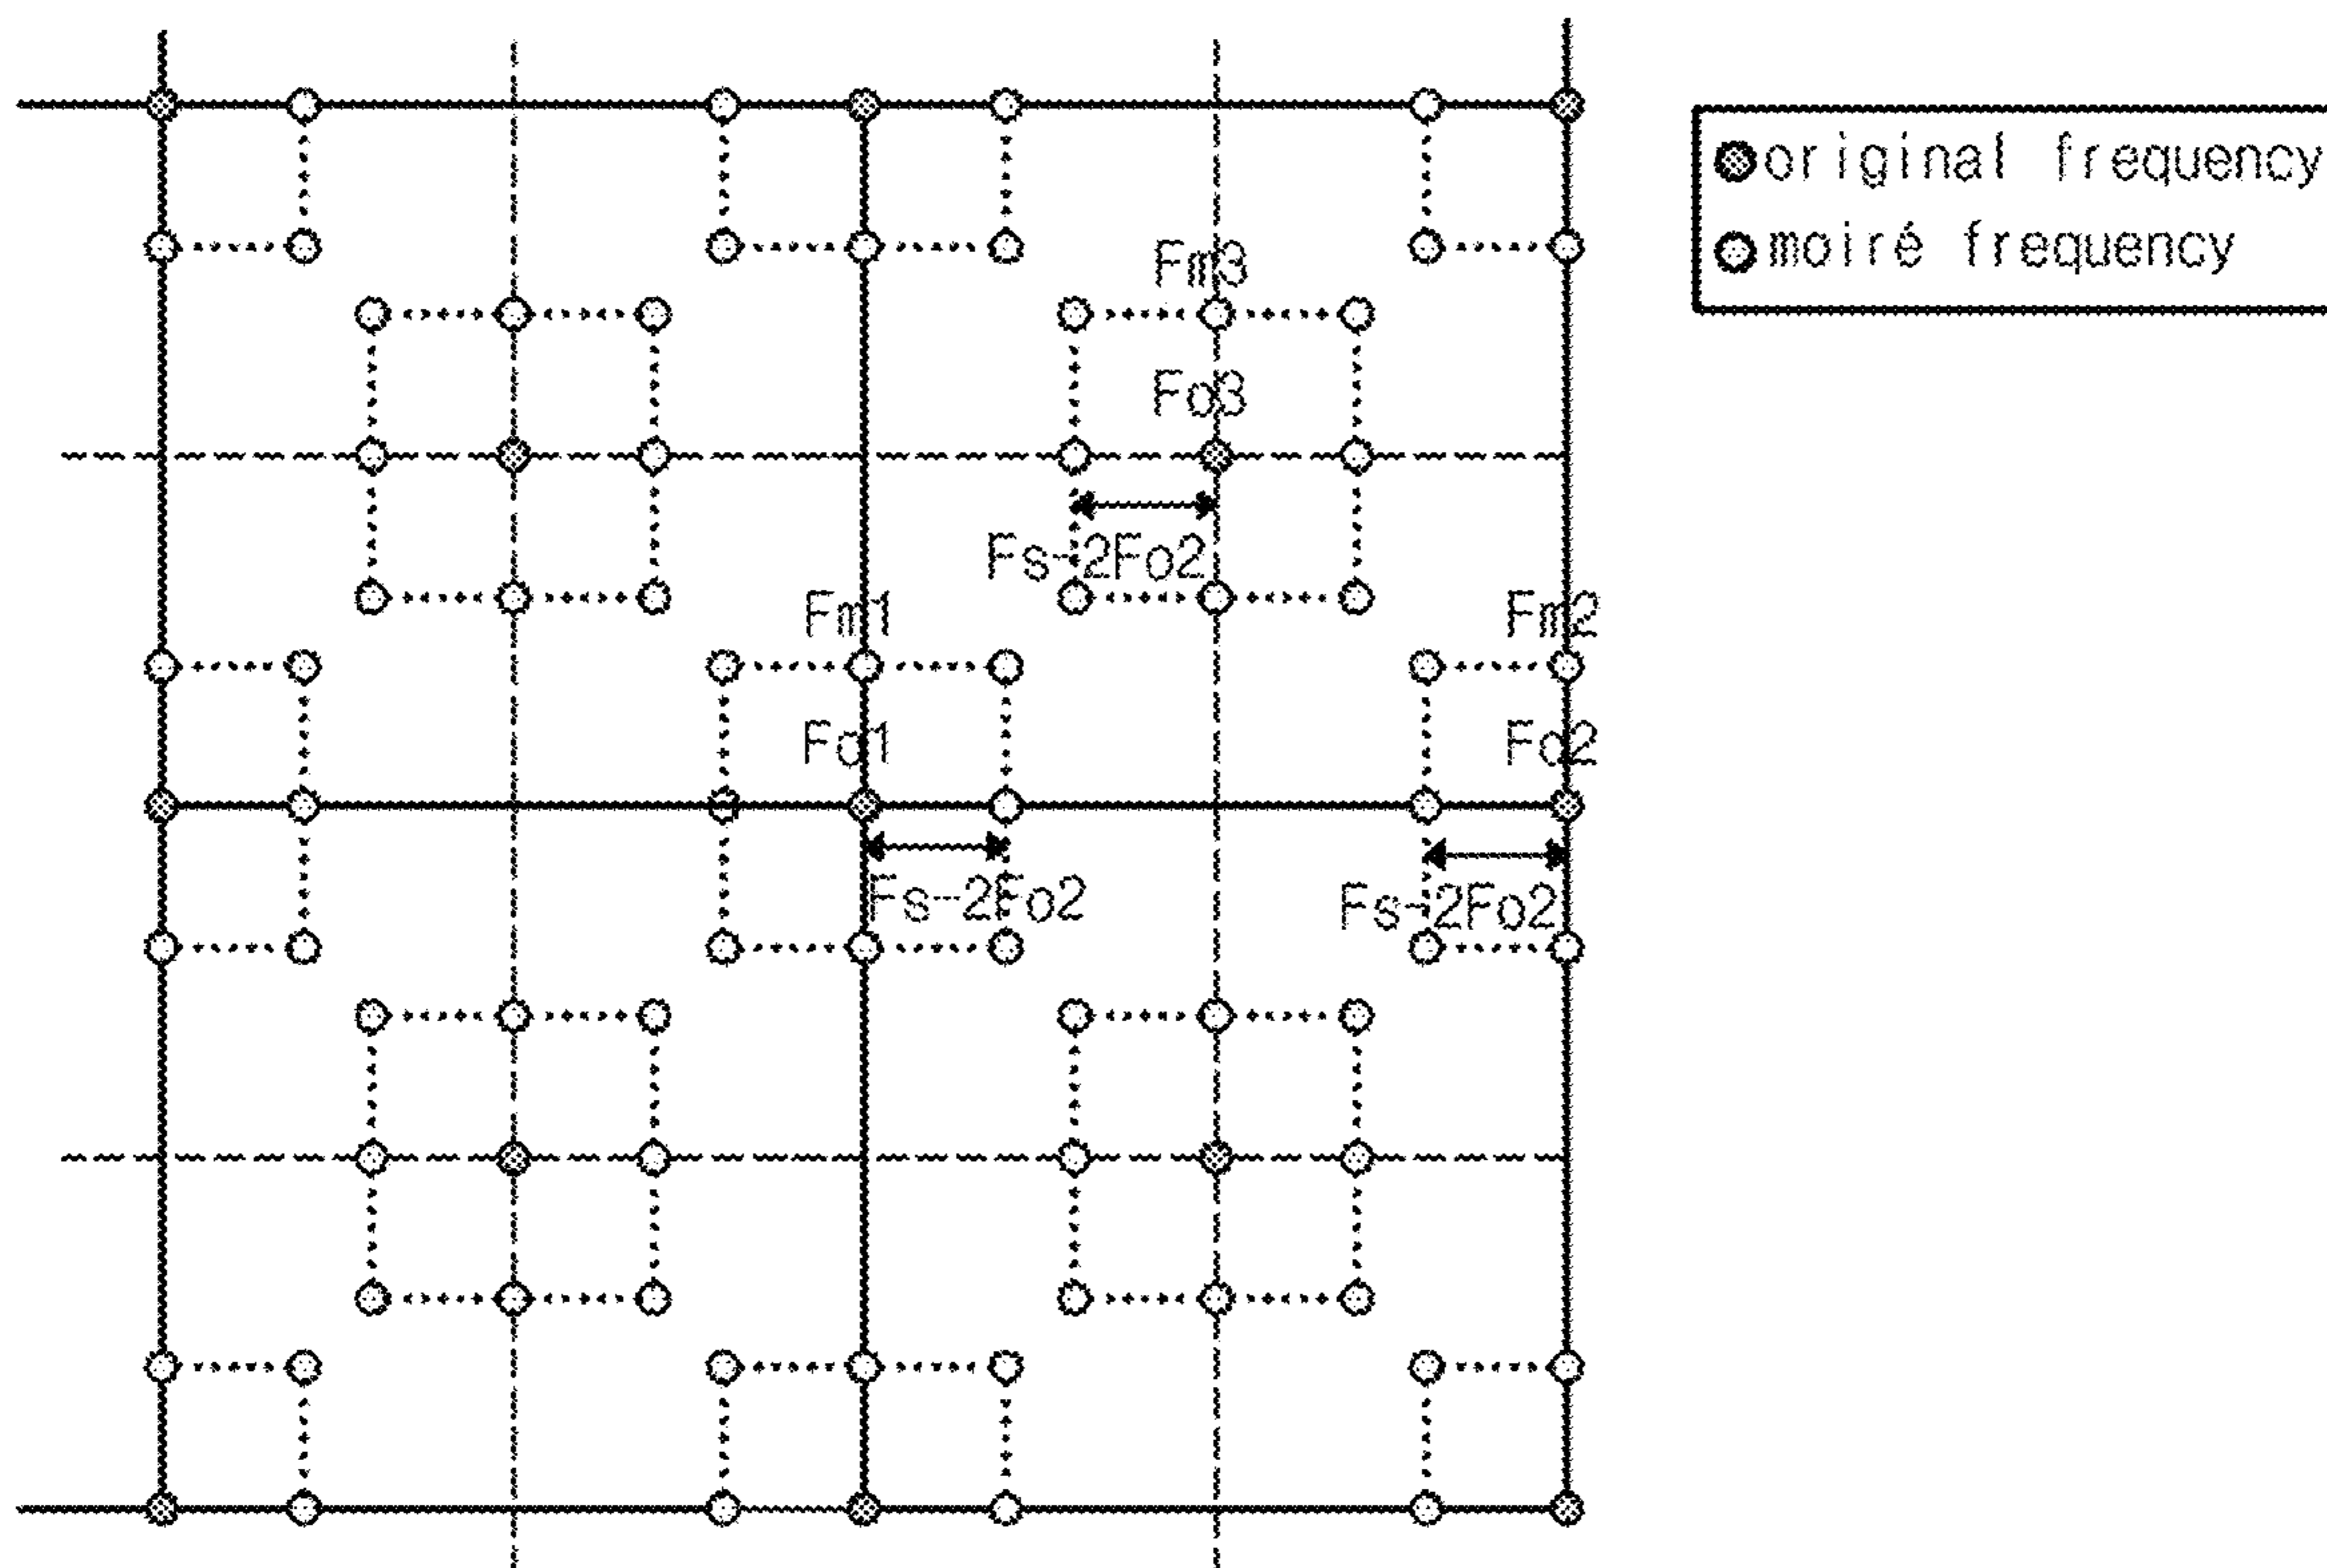 original frequency
moiré frequency
Fm3
Fo3
Fs-2Fo2
Fm1
Fm2
Fo1
Fo2
Fs-2Fo2
Fs-2Fo2